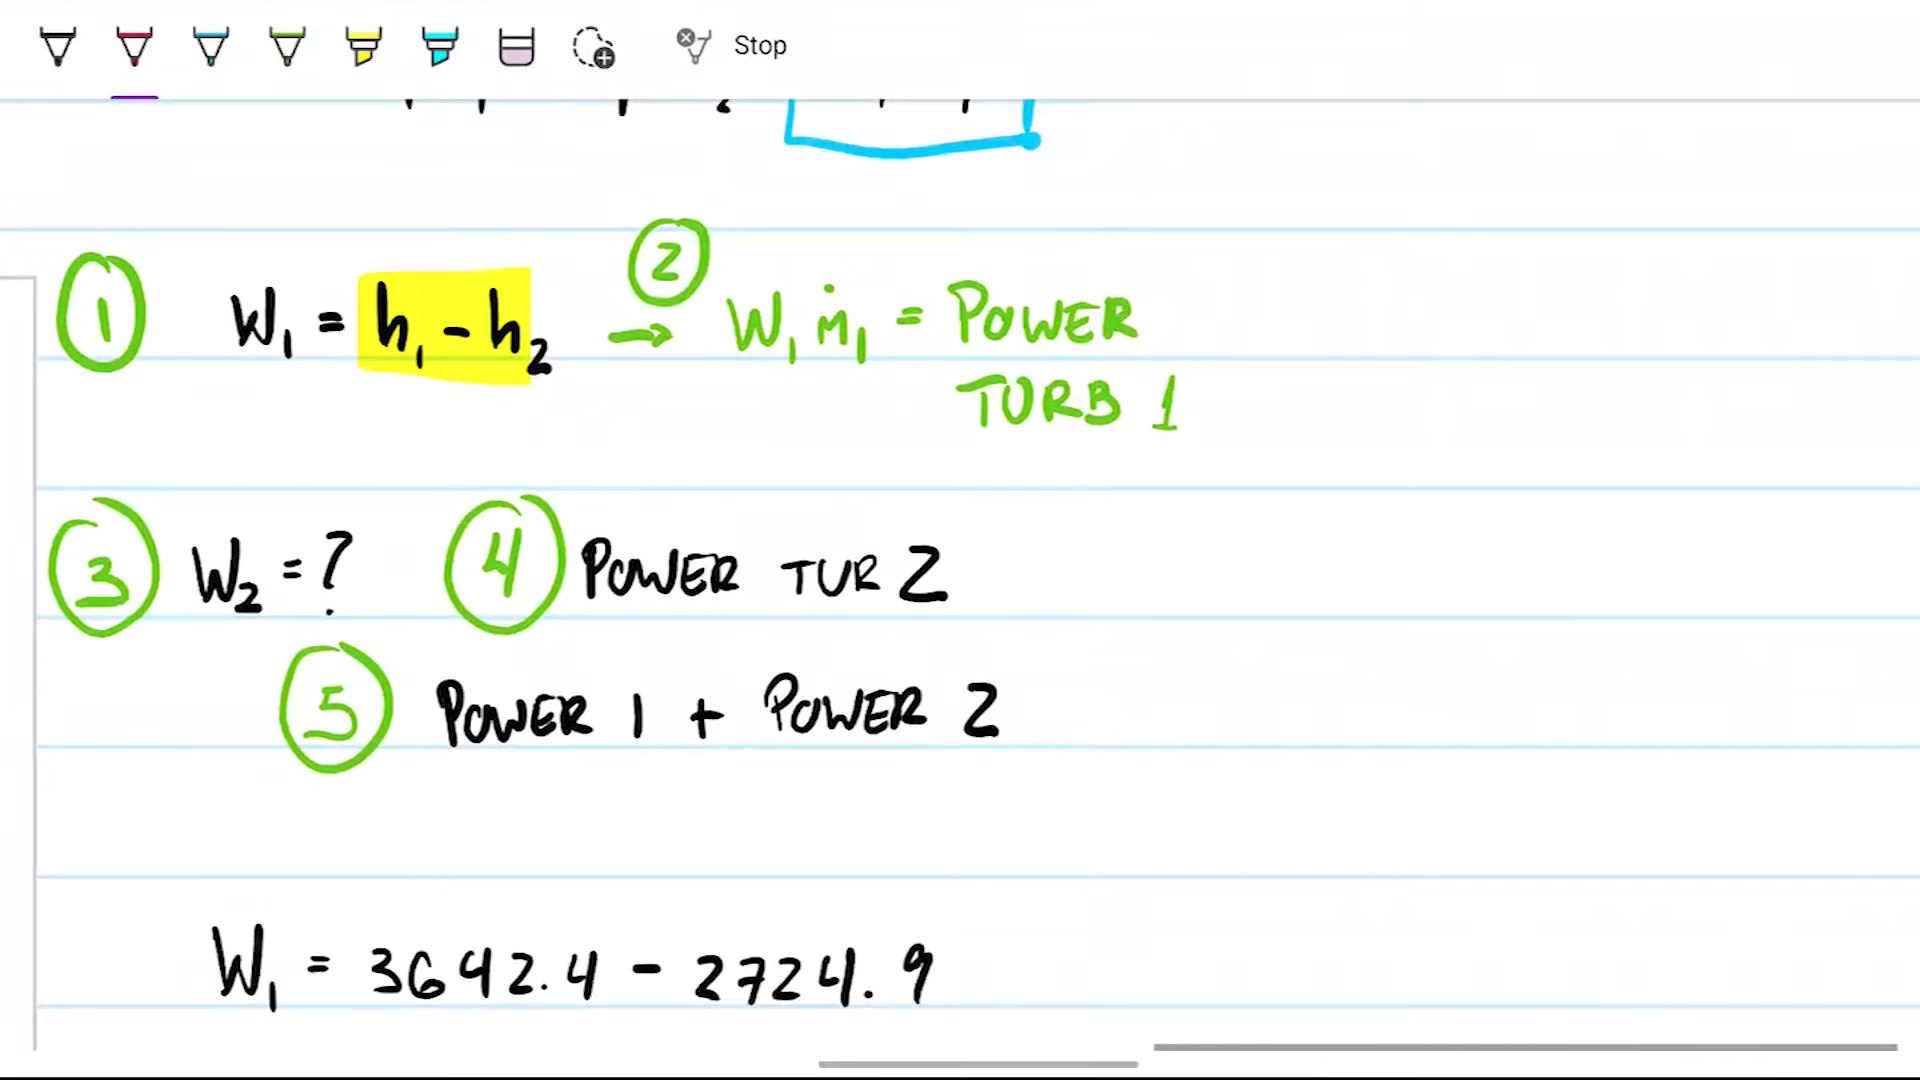 Stop
① W₁ = h₁ - h₂ → ② W₁ ṁ₁ = POWER
TURB 1
③ W₂ = ? ④ POWER TUR 2
⑤ POWER 1 + POWER 2
W₁ = 3642.4 - 2724.9